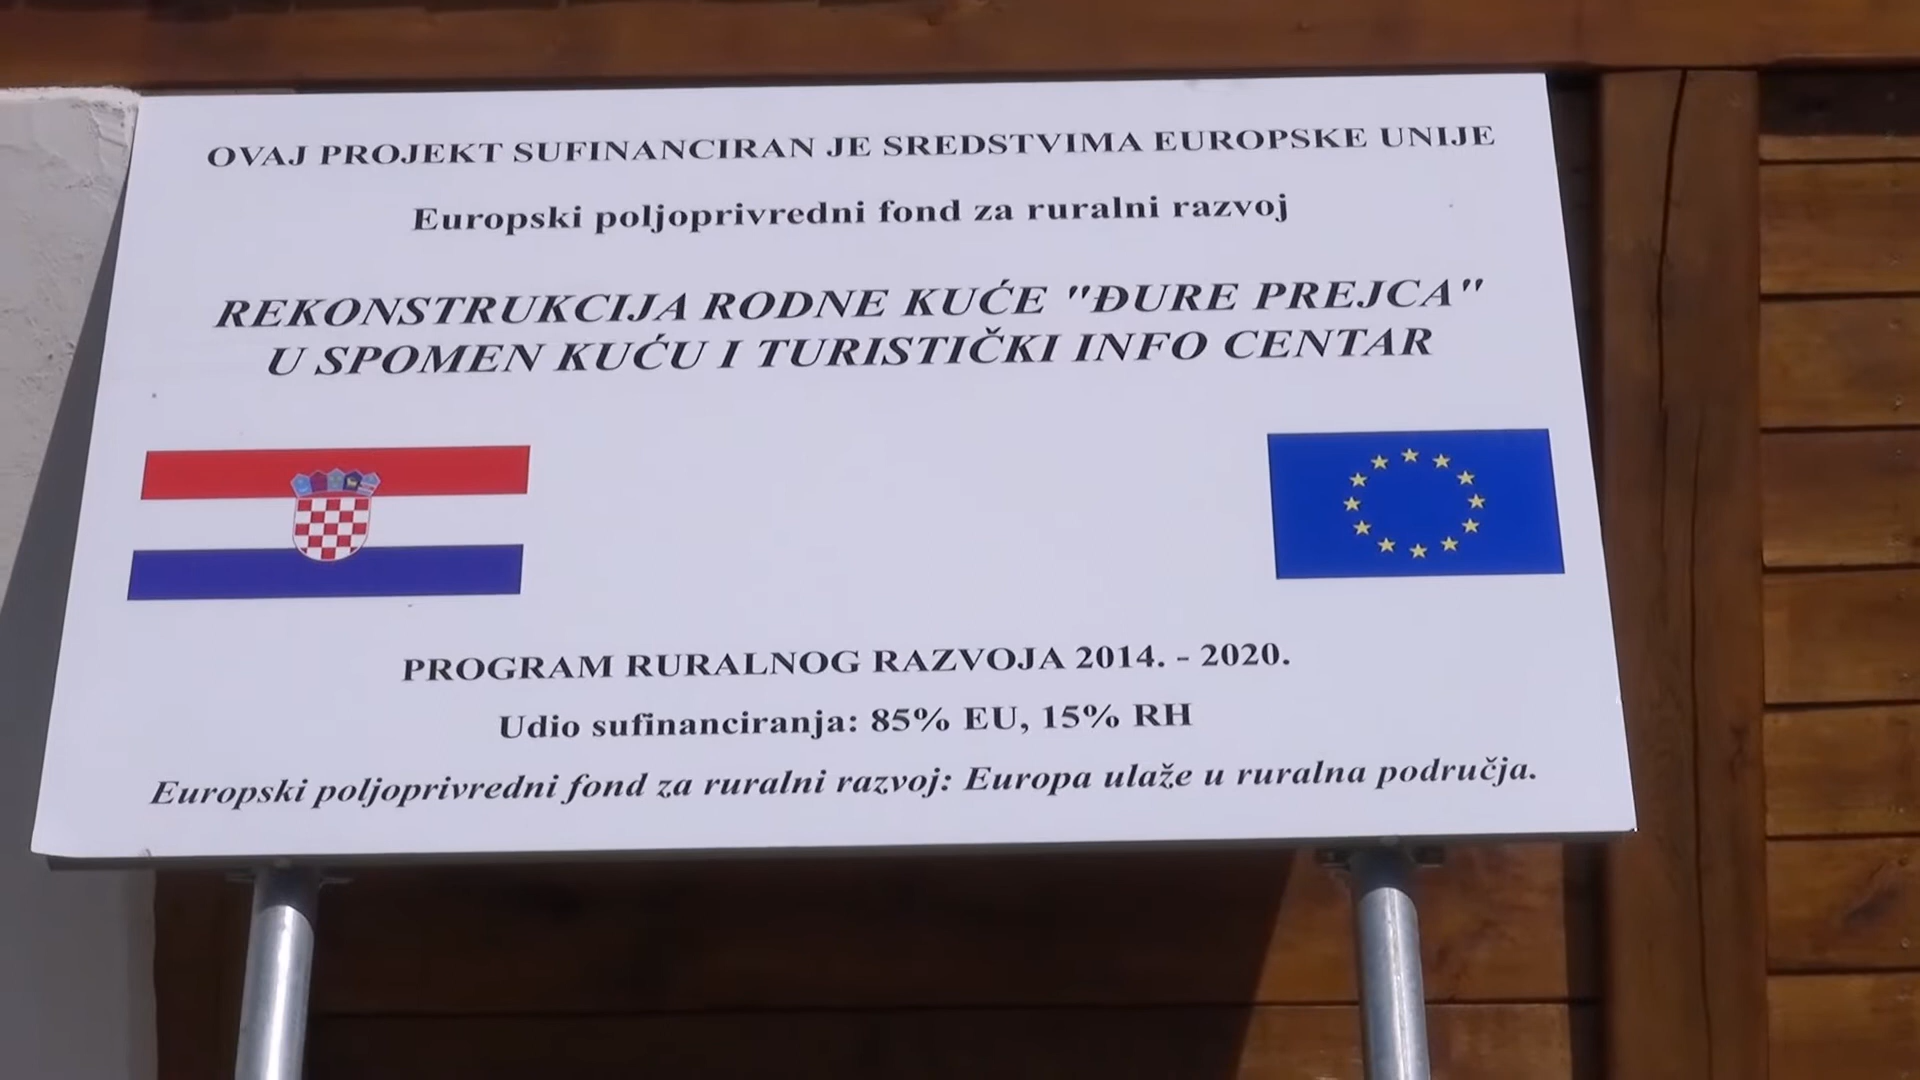 OVAJ PROJEKT SUFINANCIRAN JE SREDSTVIMA EUROPSKE UNIJE
Europski poljoprivredni fond za ruralni razvoj
REKONSTRUKCIJA RODNE KUĆE "ĐURE PREJCA"
U SPOMEN KUĆU I TURISTIČKI INFO CENTAR
PROGRAM RURALNOG RAZVOJA 2014. - 2020.
Udio sufinanciranja: 85% EU, 15% RH
Europski poljoprivredni fond za ruralni razvoj: Europa ulaže u ruralna područja.